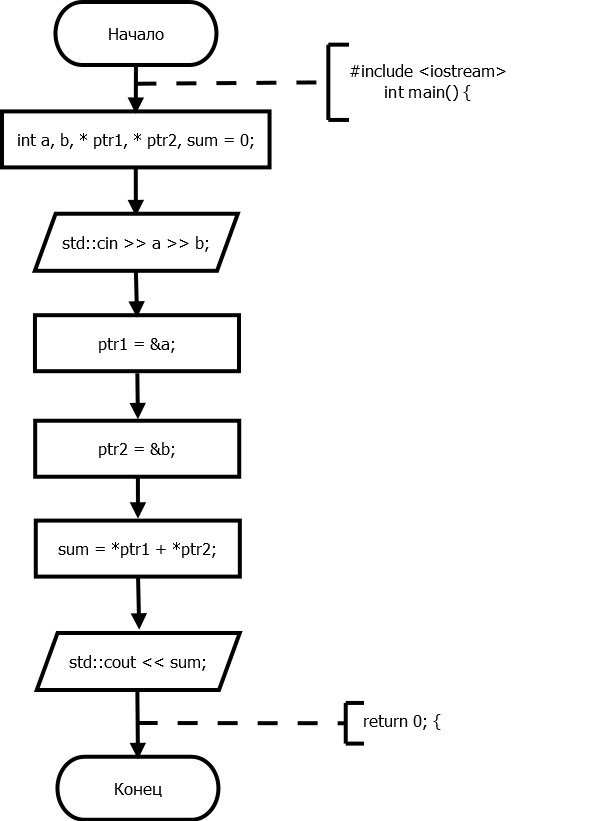 Начало
#include <iostream>
int main() {
int a, b, * ptr1, * ptr2, sum = 0;
std::cin >> a >> b;
ptr1 = &a;
ptr2 = &b;
sum = *ptr1 + *ptr2;
std::cout << sum;
return 0; {
Конец